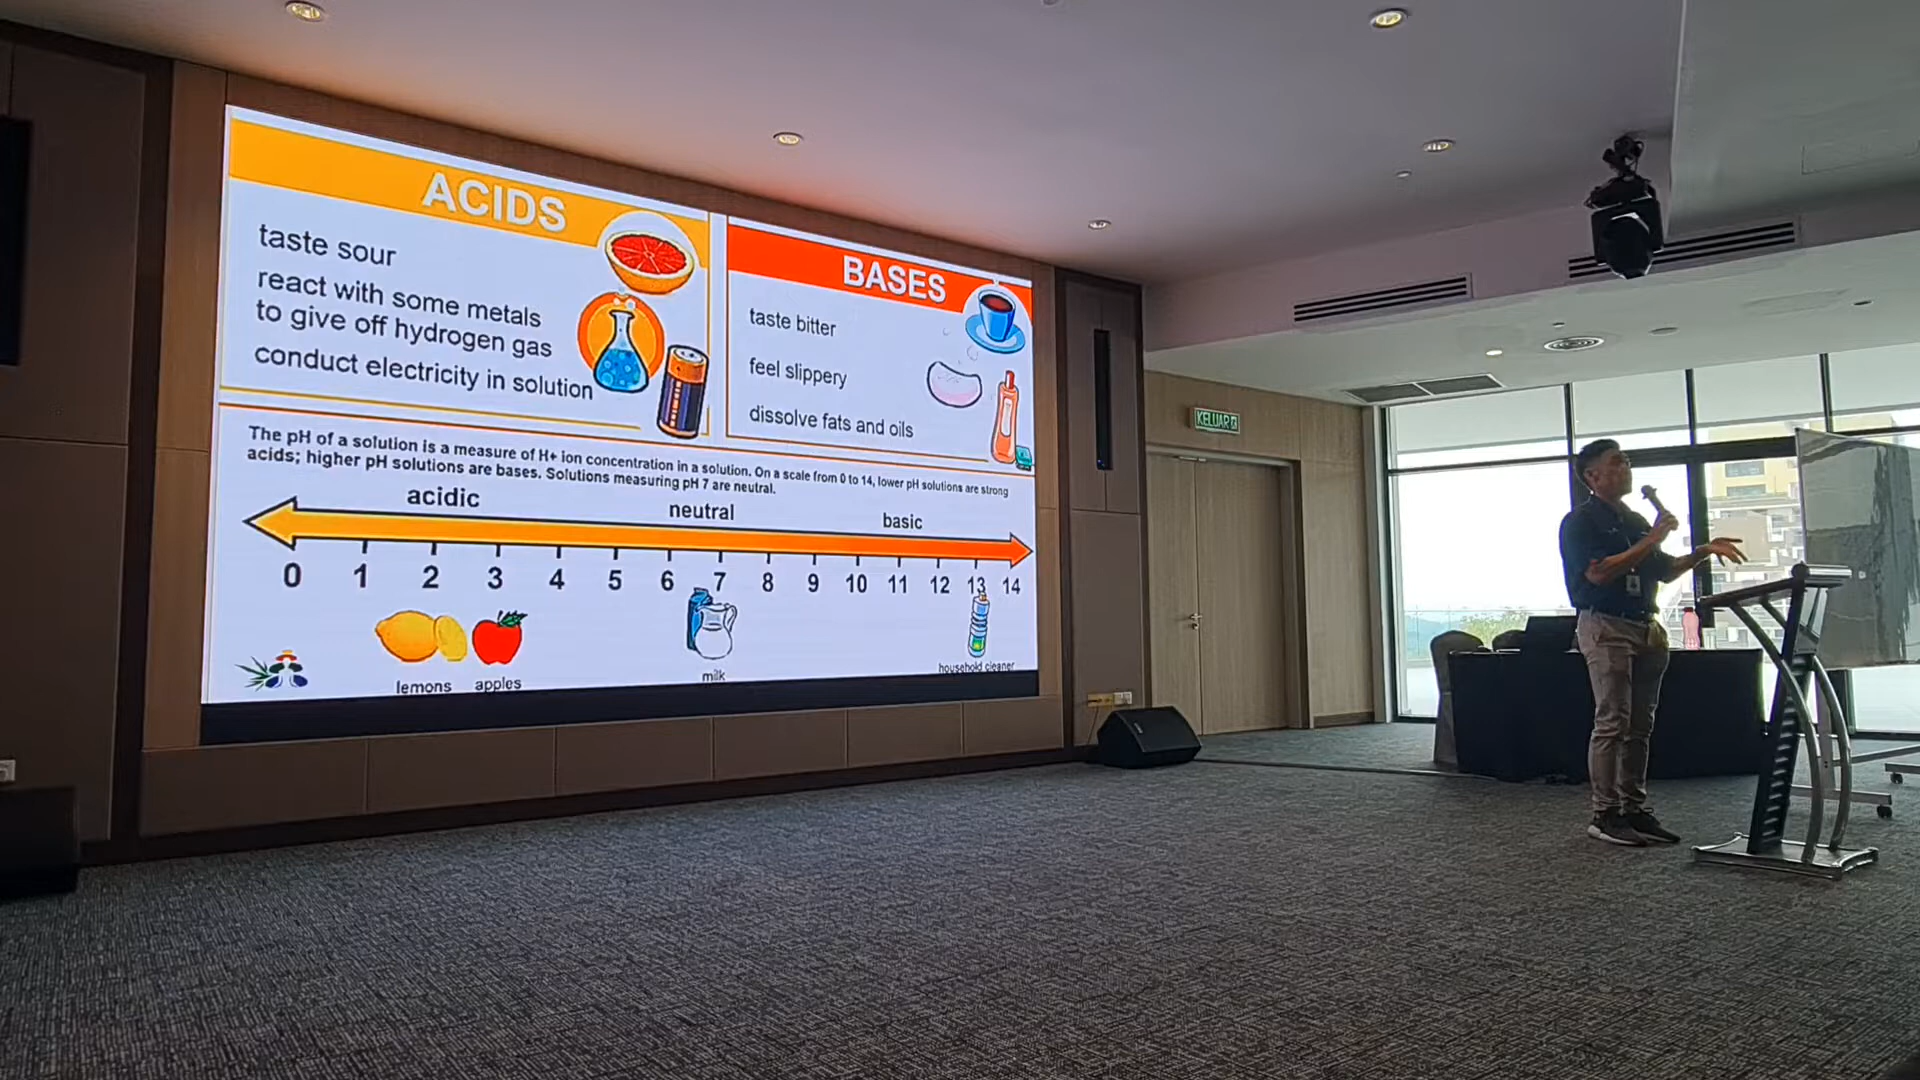 ACIDS
taste sour
react with some metals
to give off hydrogen gas
conduct electricity in solution
BASES
taste bitter
feel slippery
dissolve fats and oils
The pH of a solution is a measure of H+ ion concentration in a solution. On a scale from 0 to 14, lower pH solutions are strong
acids; higher pH solutions are bases. Solutions measuring pH 7 are neutral.
acidic neutral basic
0 1 2 3 4 5 6 7 8 9 10 11 12 13 14
lemons apples milk household cleaner
KELUAR